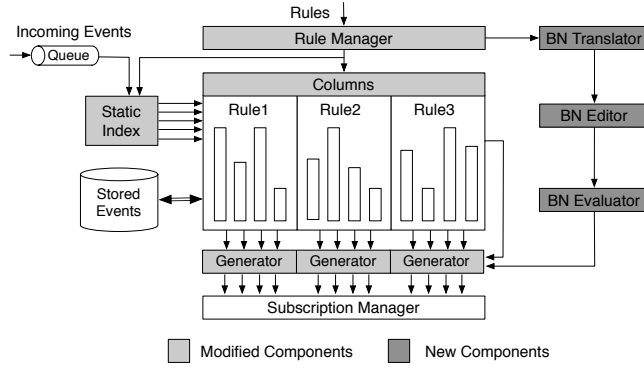 Rules
Incoming Events
Queue
Rule Manager
BN Translator
Columns
Static
Index
Rule1
Rule2
Rule3
BN Editor
Stored
Events
BN Evaluator
Generator
Generator
Generator
Subscription Manager
Modified Components
New Components